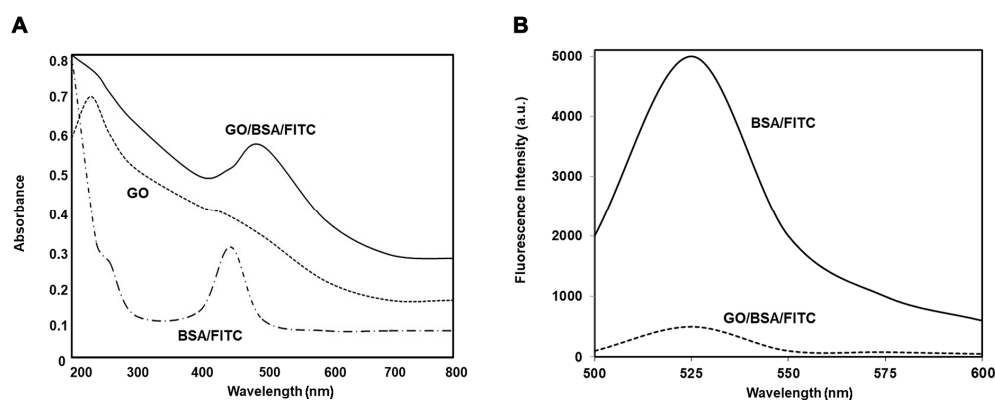 A
0.8
0.7
0.6
0.5
0.4
0.3
0.2
0.1
0
Absorbance
GO/BSA/FITC
GO
BSA/FITC
200 300 400 500 600 700 800
Wavelength (nm)
B
5000
4000
3000
2000
1000
0
Fluorescence Intensity (a.u.)
BSA/FITC
GO/BSA/FITC
500 525 550 575 600
Wavelength (nm)